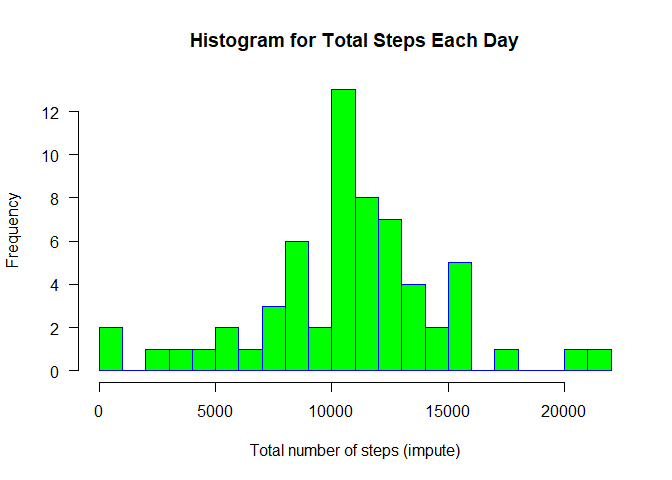 Histogram for Total Steps Each Day
Frequency
12
10
8
6
4
2
0
0 5000 10000 15000 20000
Total number of steps (impute)